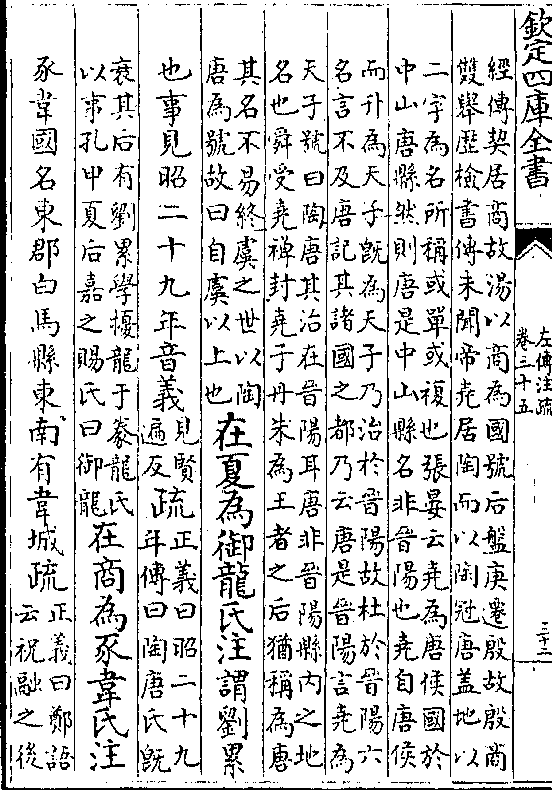 欽定四庫全書
左傳注疏
卷三十五
三十二
經傳契居商故湯以商為國號后盤庚遷殷故殷商
雙舉歴檢書傳未聞帝堯居陶而以陶冠唐蓋地以
二字為名所稱或單或複也張晏云堯為唐侯國於
中山唐縣然則唐是中山縣名非晉陽也堯自唐侯
而升為天子旣為天子乃治於晉陽故杜於晉陽六
名言不及唐記其諸國之都乃云唐是晉陽言堯為
天子號曰陶唐其治在晉陽耳唐非晉陽縣內之地
名也舜受堯禪封堯子丹朱為王者之后猶稱為唐
其名不易終虞之世以陶
唐為號故曰自虞以上也
在夏為御龍氏注謂劉累
也事見昭二十九年音義
見賢
遍反
疏
正義曰昭二十九
年傳曰陶唐氏旣
衰其后有劉累學擾龍于豢龍氏
以事孔甲夏后嘉之賜氏曰御龍
在商為豕韋氏注
豕韋國名東郡白馬縣東南有韋城疏
正義曰鄭語
云祝融之後